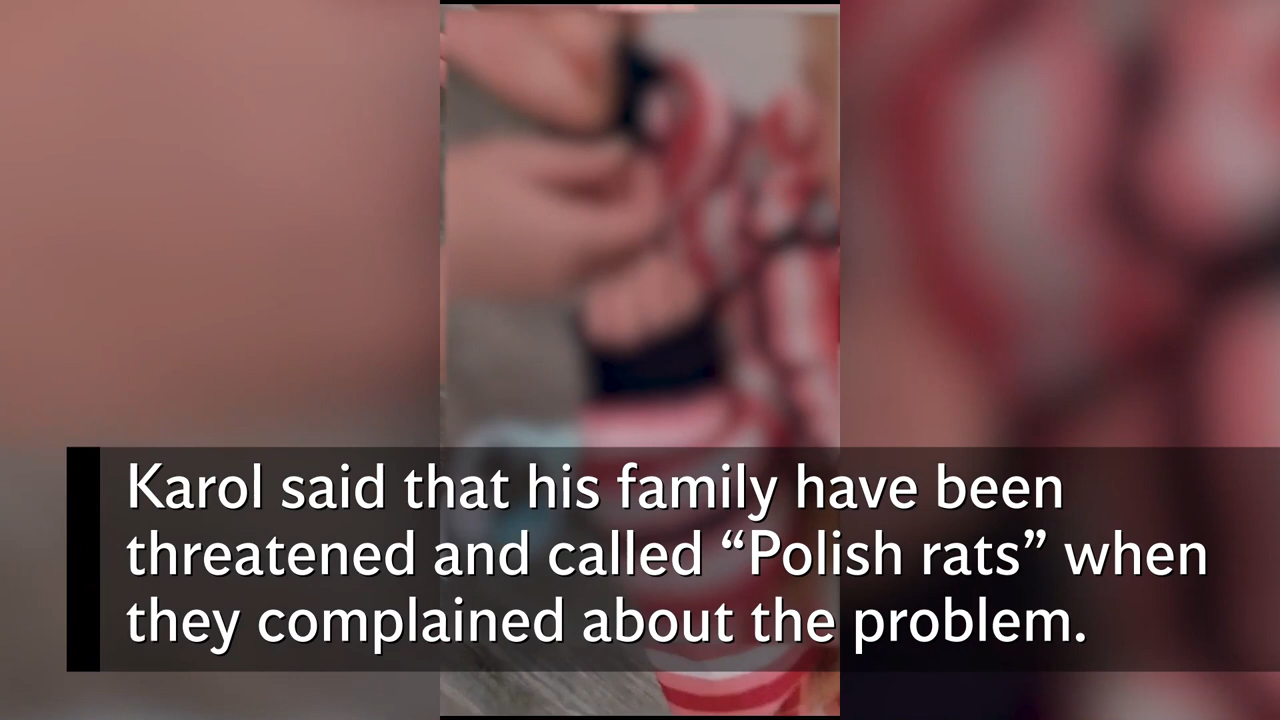 Karol said that his family have been
threatened and called “Polish rats” when
they complained about the problem.